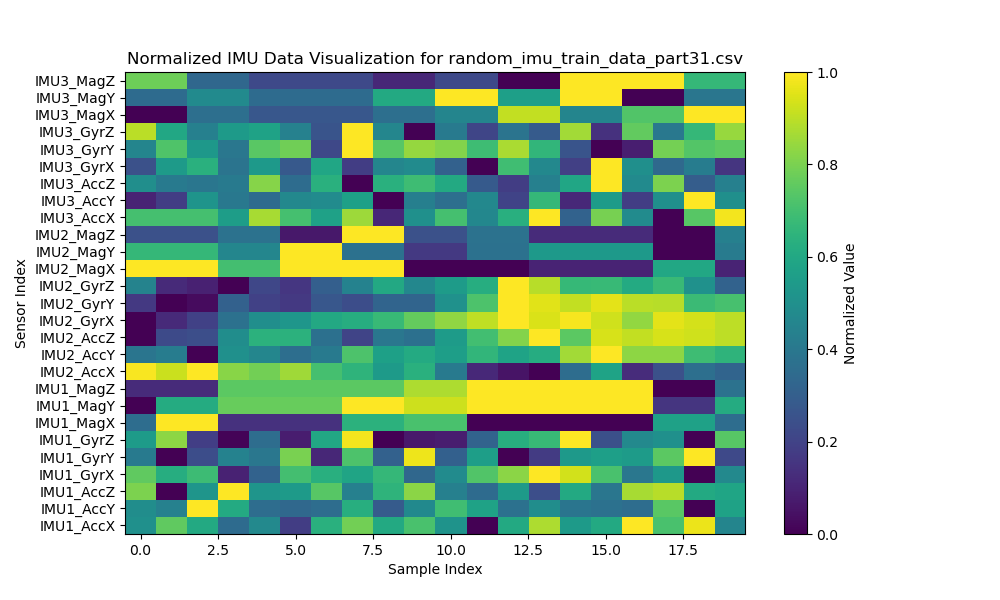 Normalized IMU Data Visualization for random_imu_train_data_part31.csv
IMU3_MagZ
IMU3_MagY
IMU3_MagX
IMU3_GyrZ
IMU3_GyrY
IMU3_GyrX
IMU3_AccZ
IMU3_AccY
IMU3_AccX
IMU2_MagZ
IMU2_MagY
IMU2_MagX
IMU2_GyrZ
IMU2_GyrY
IMU2_GyrX
IMU2_AccZ
IMU2_AccY
IMU2_AccX
IMU1_MagZ
IMU1_MagY
IMU1_MagX
IMU1_GyrZ
IMU1_GyrY
IMU1_GyrX
IMU1_AccZ
IMU1_AccY
IMU1_AccX
Sensor Index
0.0 2.5 5.0 7.5 10.0 12.5 15.0 17.5
Sample Index
1.0
0.8
0.6
0.4
0.2
0.0
Normalized Value